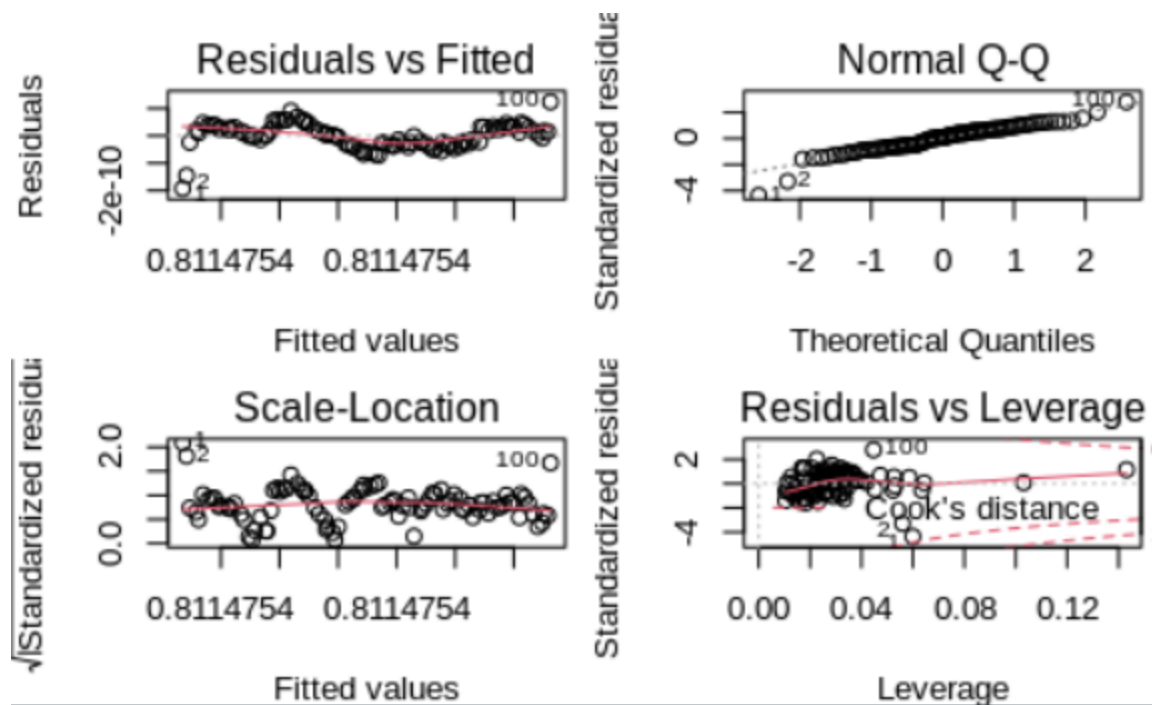 Residuals vs Fitted
Residuals
-2e-10
100
2
1
0.8114754 0.8114754
Fitted values
Normal Q-Q
Standardized residua
0
-4
100
1
2
-2 -1 0 1 2
Theoretical Quantiles
Scale-Location
√|Standardized residua
2.0
0.0
1
2
100
0.8114754 0.8114754
Fitted values
Residuals vs Leverage
Standardized residua
2
-4
100
Cook's distance
2
1
0.00 0.04 0.08 0.12
Leverage